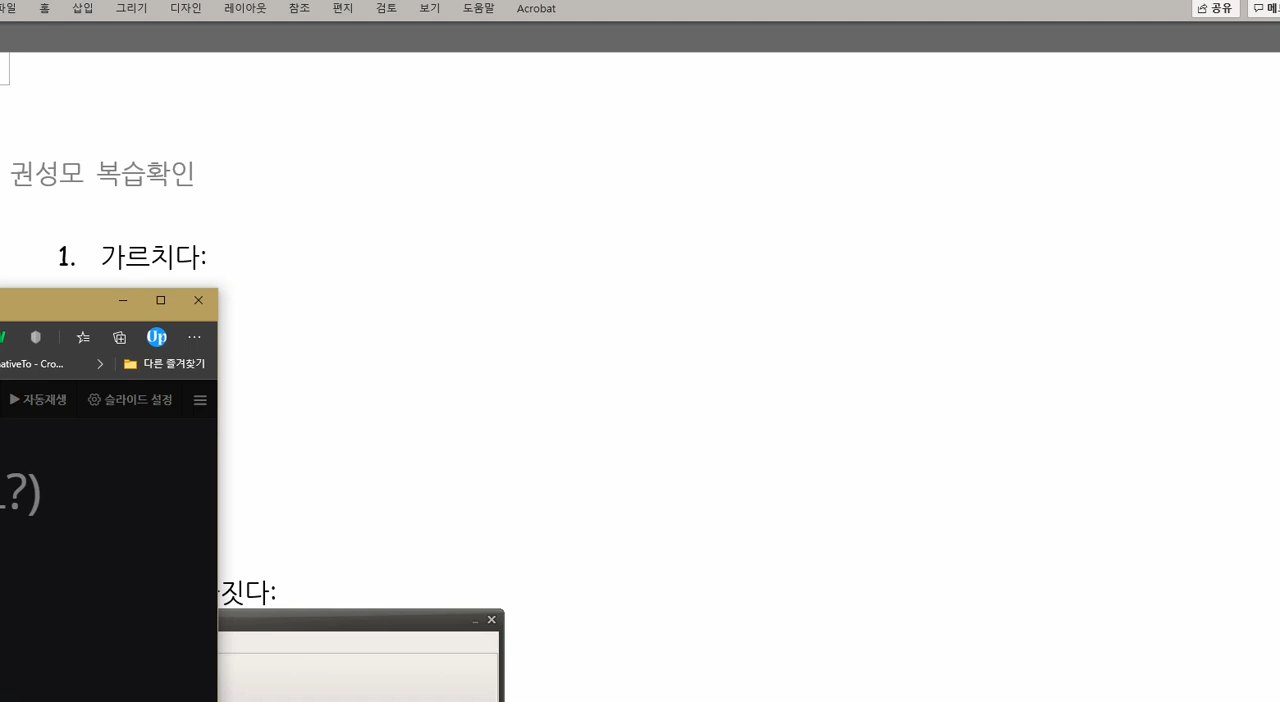 홈 삽입 그리기 디자인 레이아웃 참조 편지 검토 보기 도움말 Acrobat 공유
권성모 복습확인
1. 가르치다:
다른 즐겨찾기
자동재생 슬라이드 설정
?)
짓다: